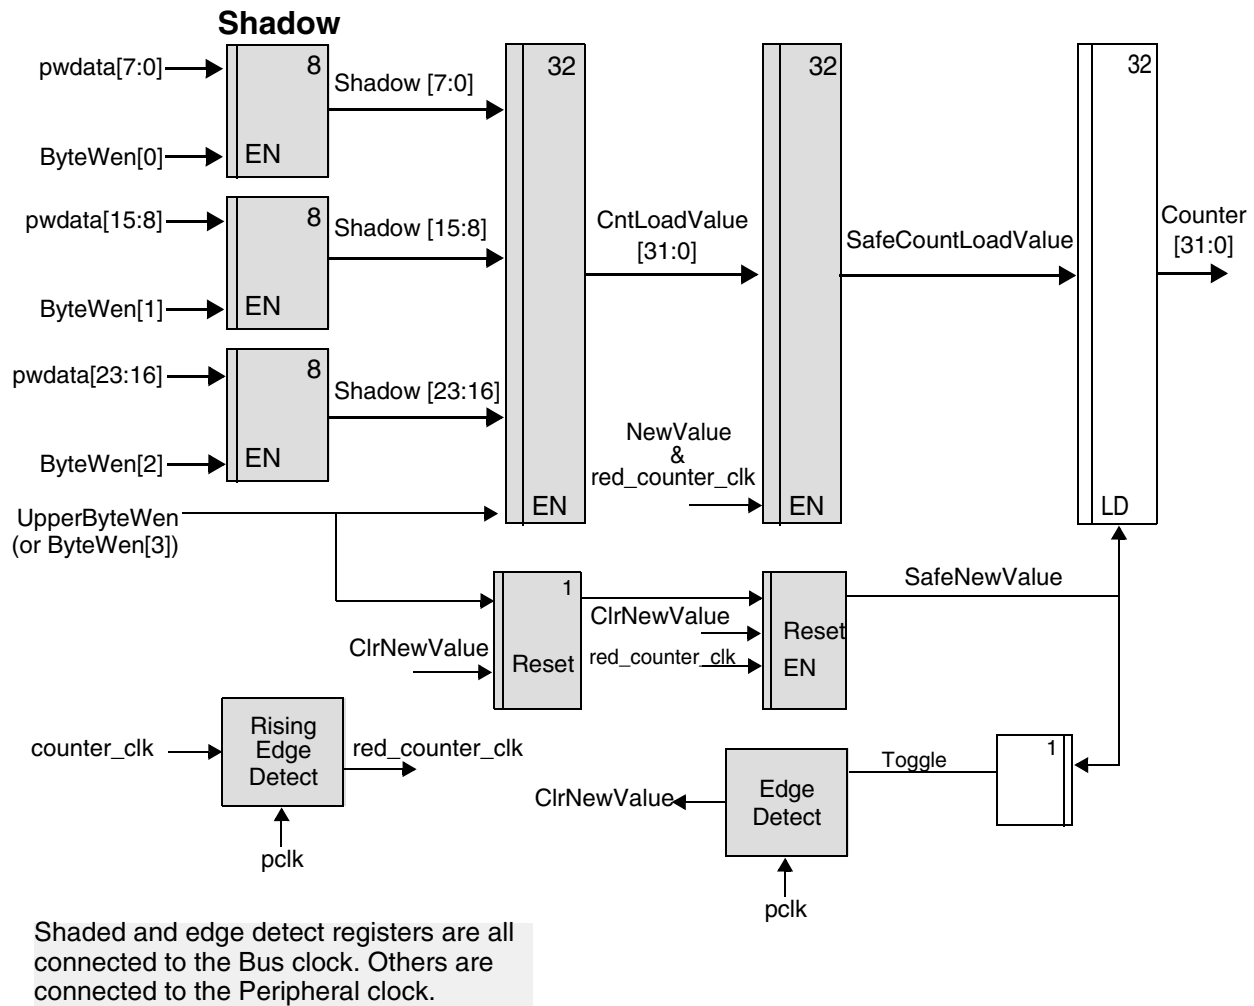 Shadow
pwdata[7:0]
8
Shadow [7:0]
32
32
32
ByteWen[0]
EN
pwdata[15:8]
8
Shadow [15:8]
CntLoadValue
[31:0]
SafeCountLoadValue
Counter
[31:0]
ByteWen[1]
EN
pwdata[23:16]
8
Shadow [23:16]
NewValue
&
red_counter_clk
ByteWen[2]
EN
EN
EN
LD
UpperByteWen
(or ByteWen[3])
1
SafeNewValue
ClrNewValue
Reset
ClrNewValue
Reset
red_counter_clk
EN
counter_clk
Rising
Edge
Detect
red_counter_clk
pclk
ClrNewValue
Edge
Detect
Toggle
1
pclk
Shaded and edge detect registers are all
connected to the Bus clock. Others are
connected to the Peripheral clock.